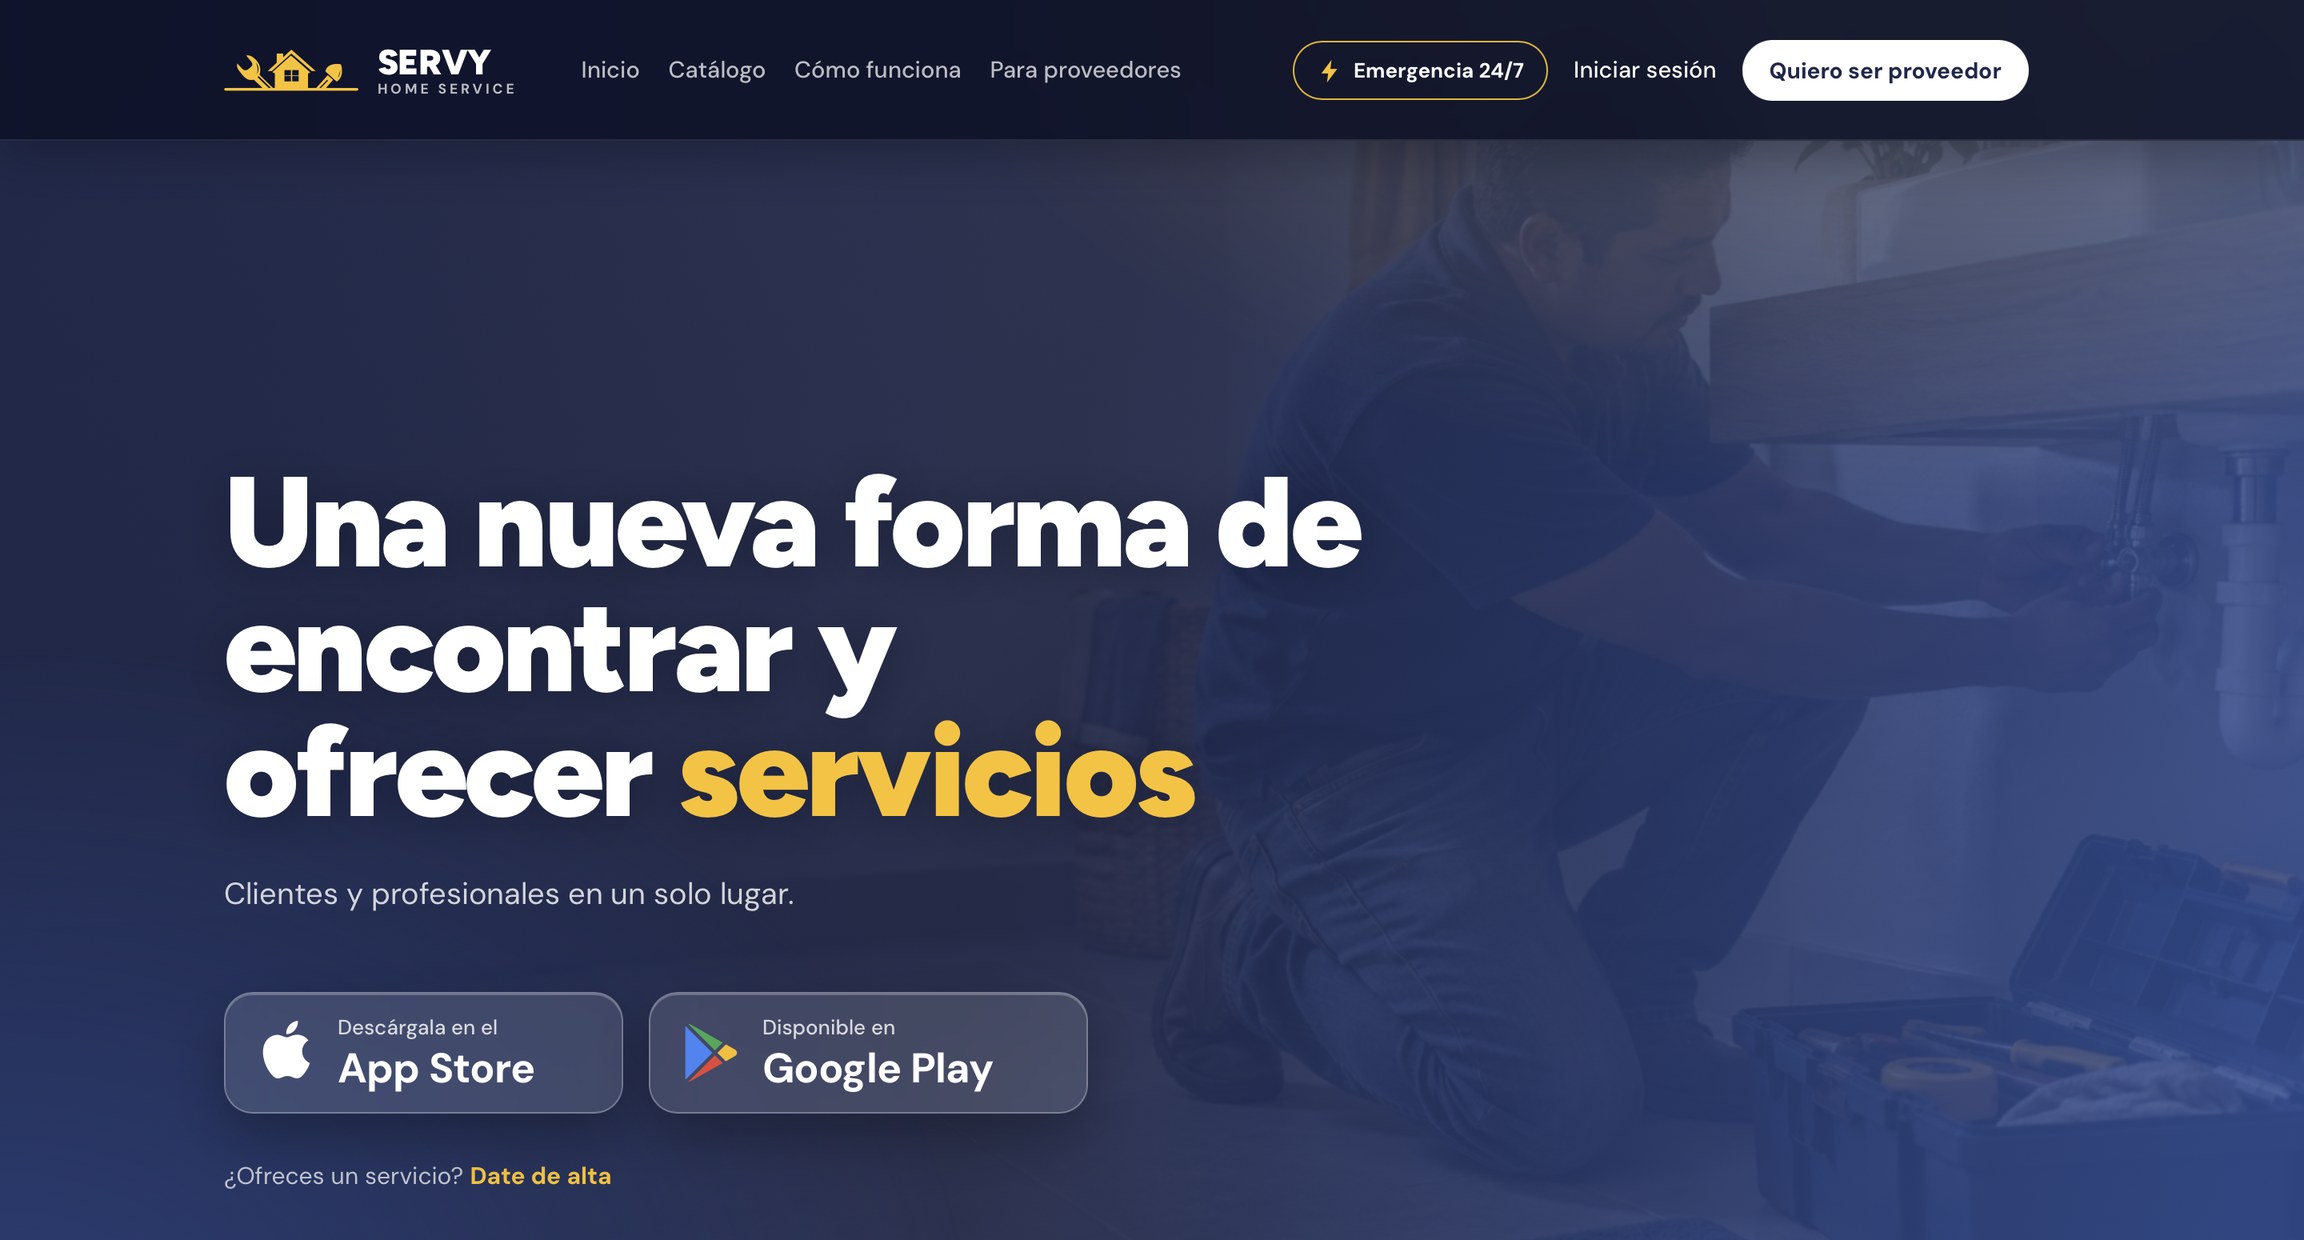 SERVY
HOME SERVICE
Inicio
Catálogo
Cómo funciona
Para proveedores
Emergencia 24/7
Iniciar sesión
Quiero ser proveedor
Una nueva forma de
encontrar y
ofrecer servicios
Clientes y profesionales en un solo lugar.
Descárgala en el
App Store
Disponible en
Google Play
¿Ofreces un servicio? Date de alta